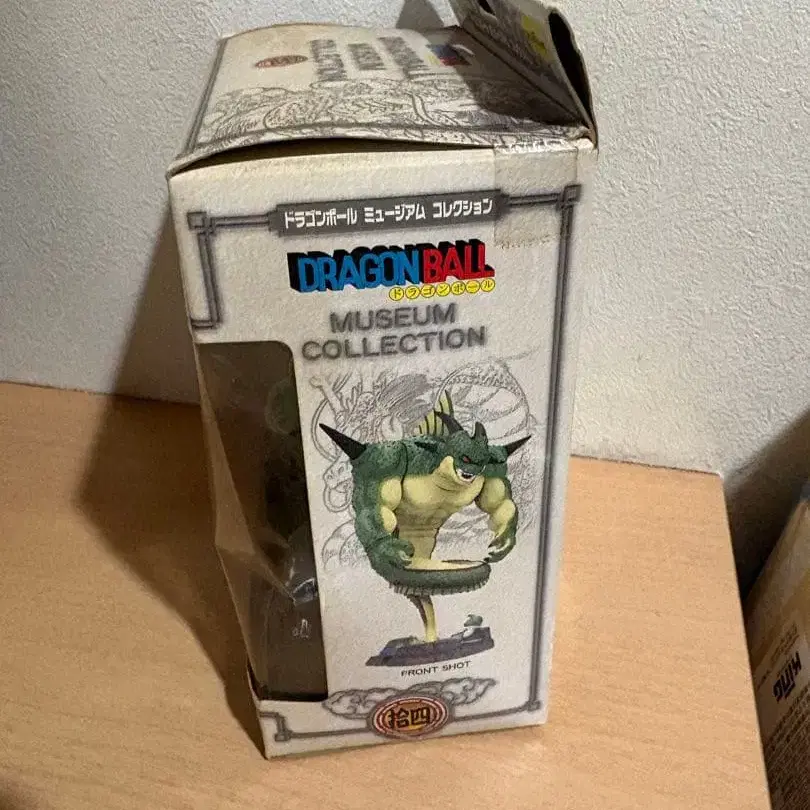 ドラゴンボール ミュージアム コレクション
DRAGON BALL
ドラゴンボール
MUSEUM
COLLECTION
FRONT SHOT
拾四
KING